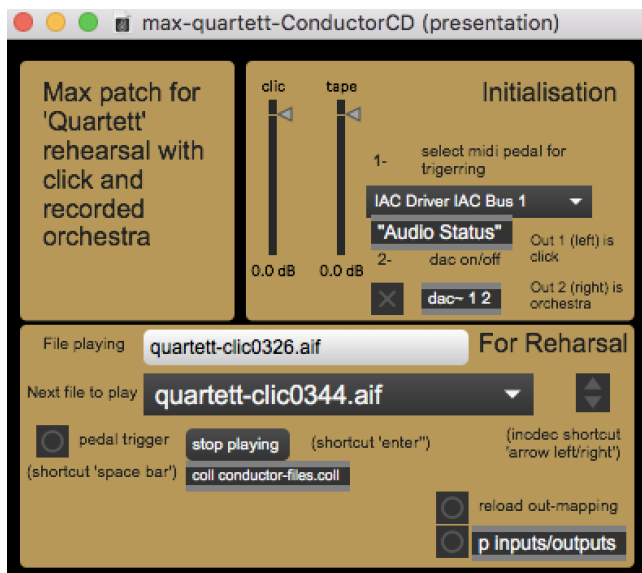 max-quartett-ConductorCD (presentation)
Max patch for
'Quartett'
rehearsal with
click and
recorded
orchestra
clic
tape
0.0 dB
0.0 dB
Initialisation
1-
select midi pedal for
trigerring
IAC Driver IAC Bus 1
"Audio Status"
2-
dac on/off
dac~ 1 2
Out 1 (left) is
click
Out 2 (right) is
orchestra
File playing
quartett-clic0326.aif
For Reharsal
Next file to play
quartett-clic0344.aif
pedal trigger
(shortcut 'space bar')
stop playing
(shortcut 'enter")
coll conductor-files.coll
(incdec shortcut
'arrow left/right')
reload out-mapping
p inputs/outputs